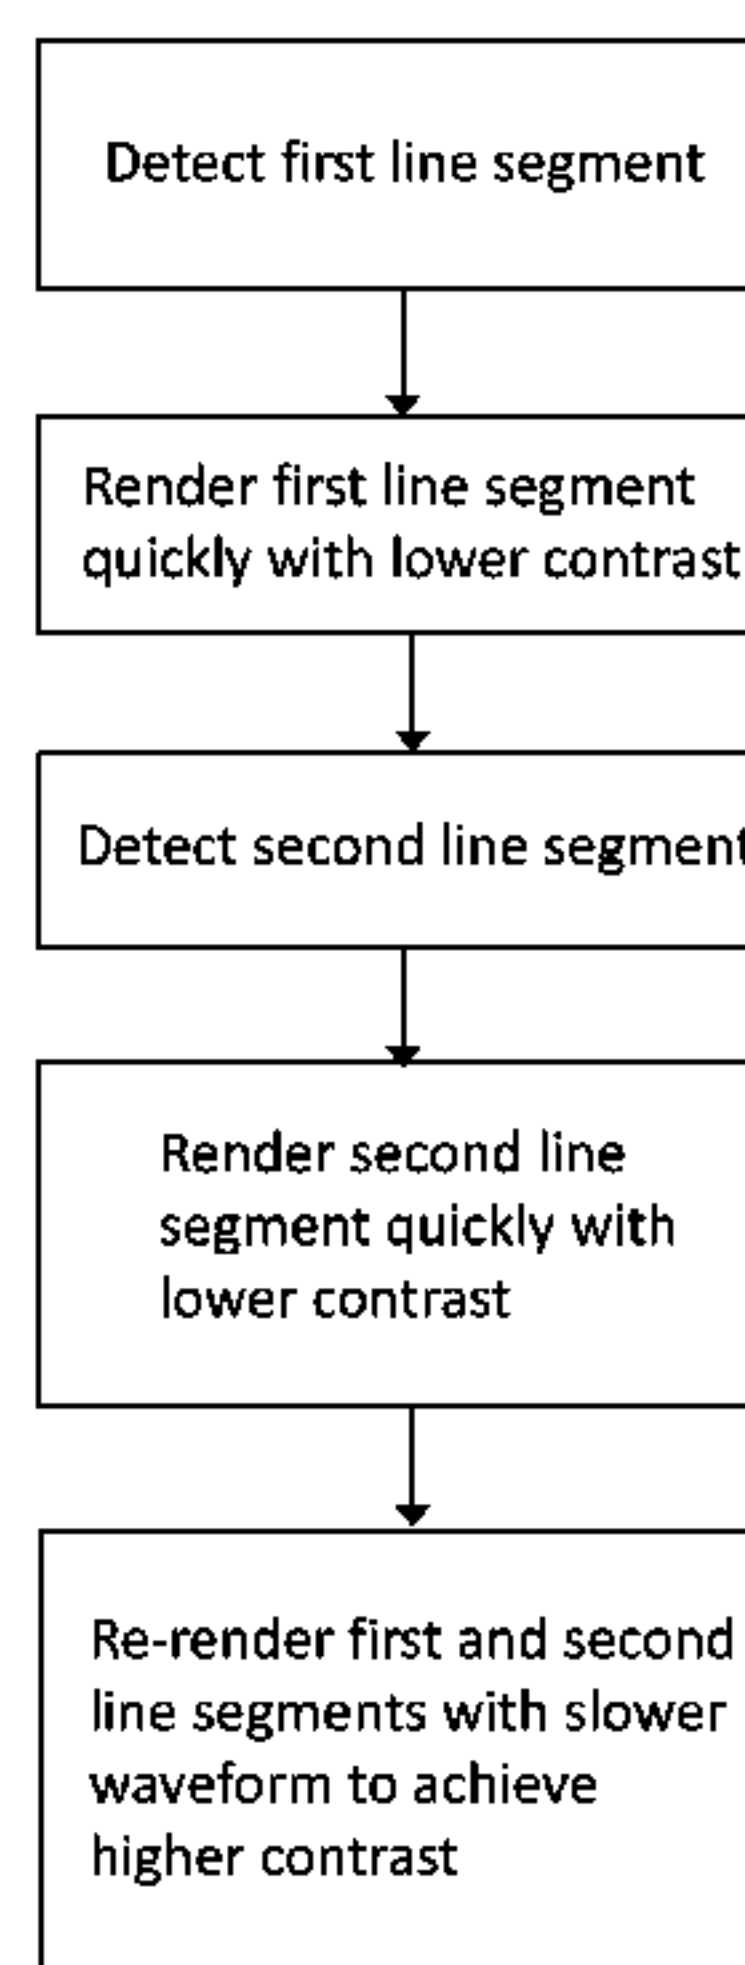 Detect first line segment
Render first line segment
quickly with lower contrast
Detect second line segment
Render second line
segment quickly with
lower contrast
Re-render first and second
line segments with slower
waveform to achieve
higher contrast